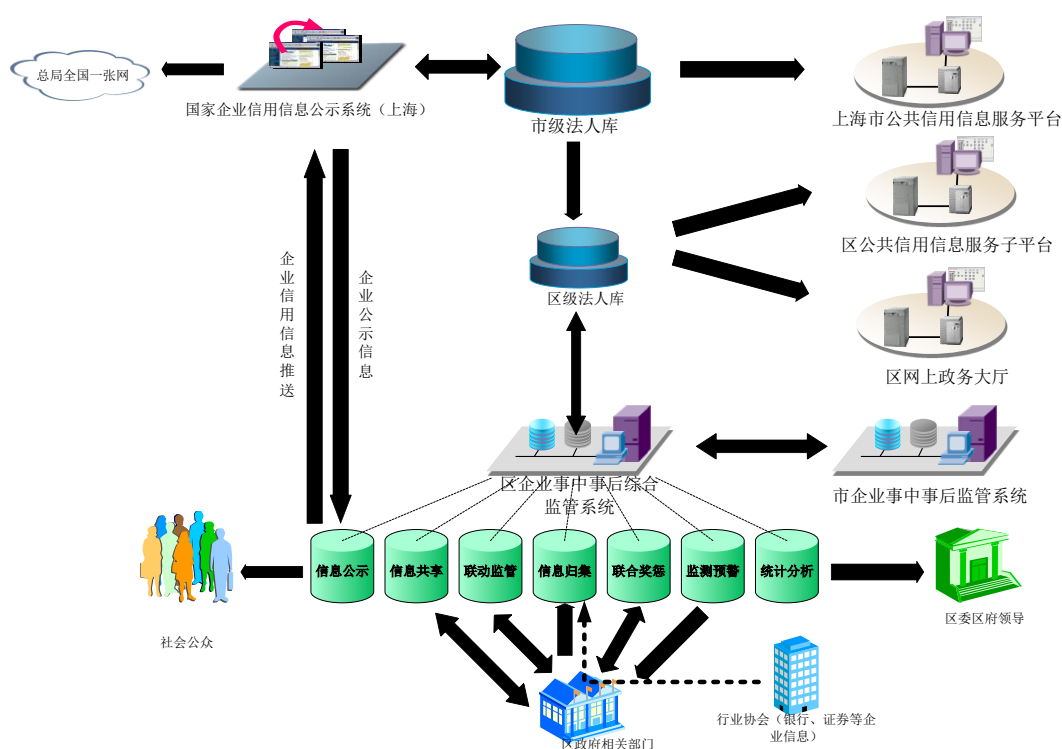 总局全国一张网
国家企业信用信息公示系统（上海）
市级法人库
上海市公共信用信息服务平台
区公共信用信息服务子平台
区级法人库
区网上政务大厅
企业信用信息推送
企业公示信息
区企业事中事后综合
监管系统
市企业事中事后监管系统
信息公示
信息共享
联动监管
信息归集
联合奖惩
监测预警
统计分析
社会公众
区委区府领导
行业协会（银行、证券等企
业信息）
区政府相关部门